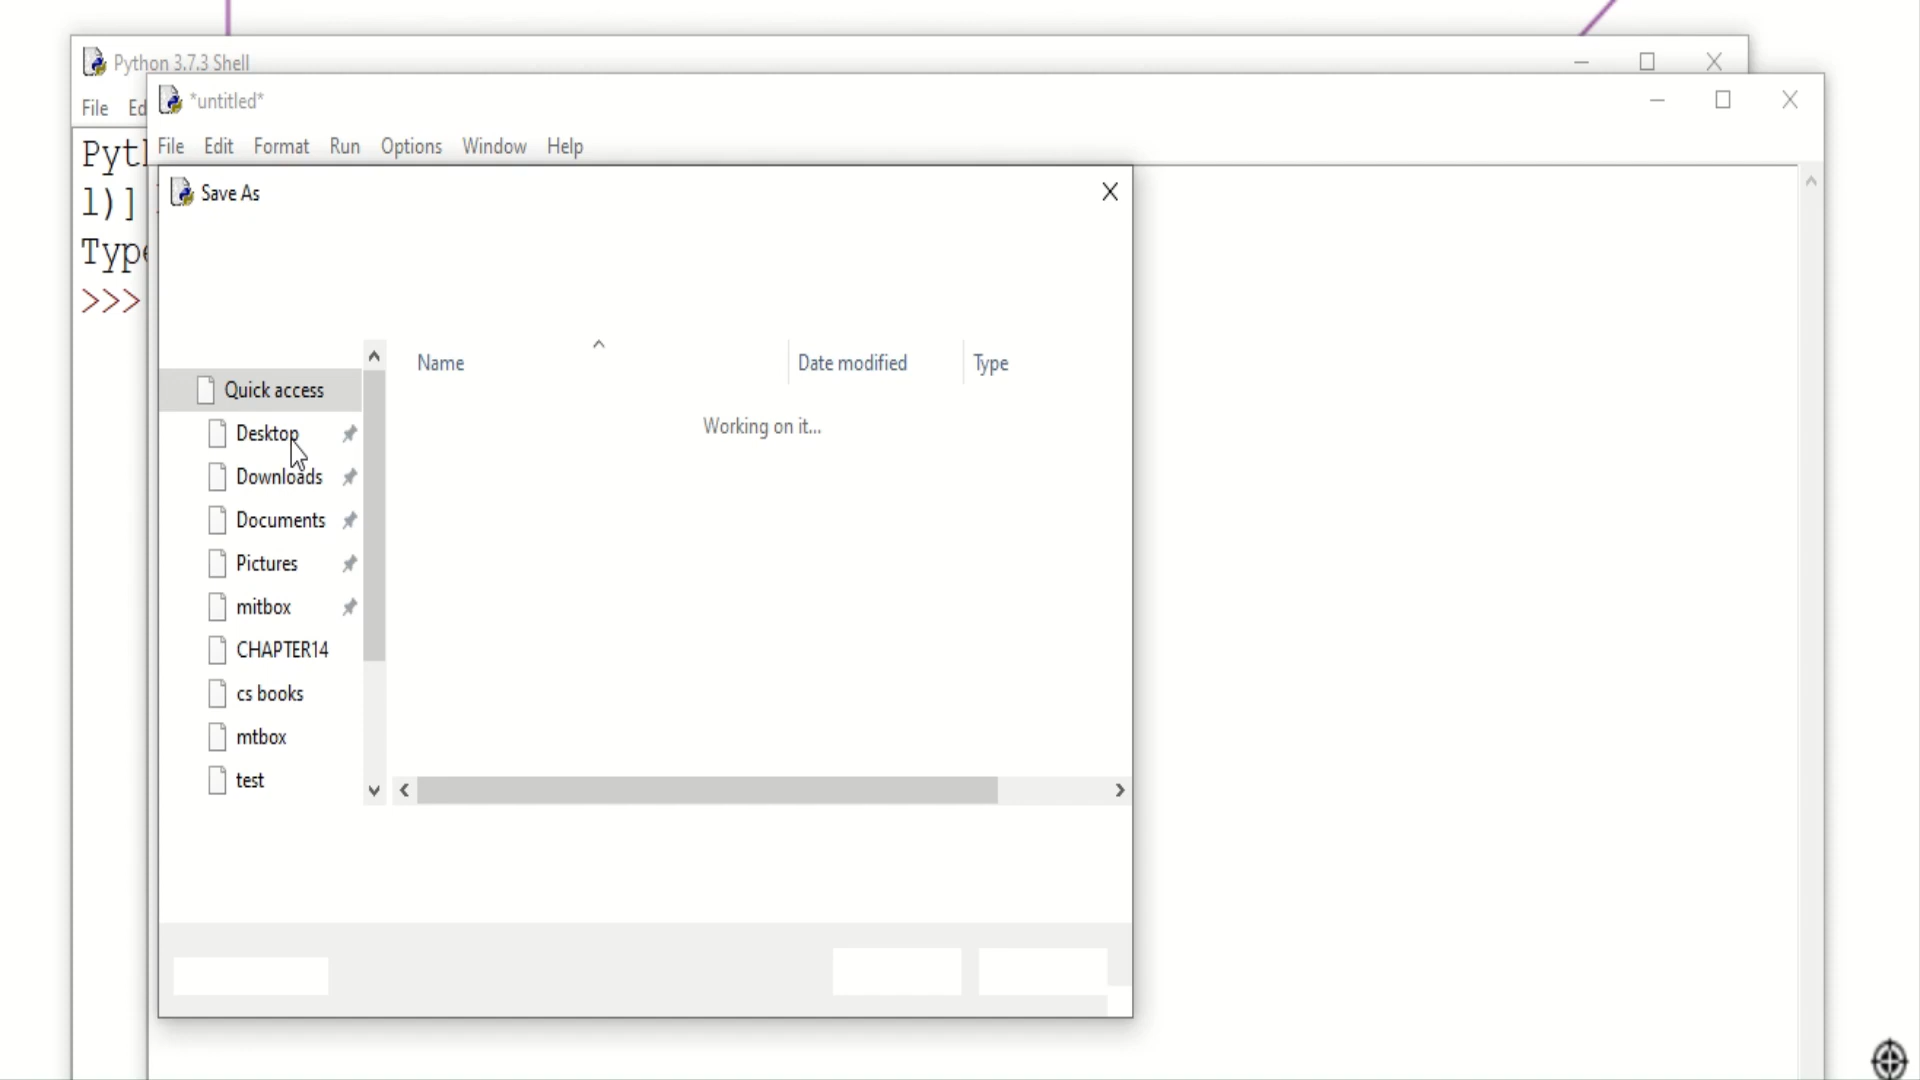 Python 3.7.3 Shell
File Ed
*untitled*
File Edit Format Run Options Window Help
Pyt
1)]
Type
>>>
Save As
Name Date modified Type
Working on it...
Quick access
Desktop
Downloads
Documents
Pictures
mitbox
CHAPTER14
cs books
mtbox
test